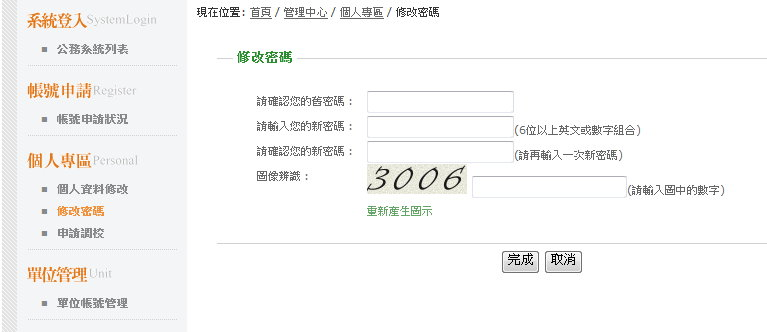 系統登入SystemLogin
公務系統列表
帳號申請Register
帳號申請狀況
個人專區Personal
個人資料修改
修改密碼
申請調校
單位管理Unit
單位帳號管理
現在位置: 首頁 / 管理中心 / 個人專區 / 修改密碼
修改密碼
請確認您的舊密碼：
請輸入您的新密碼： (6位以上英文或數字組合)
請確認您的新密碼： (請再輸入一次新密碼)
圖像辨識： 3006 (請輸入圖中的數字)
重新產生圖示
完成 取消